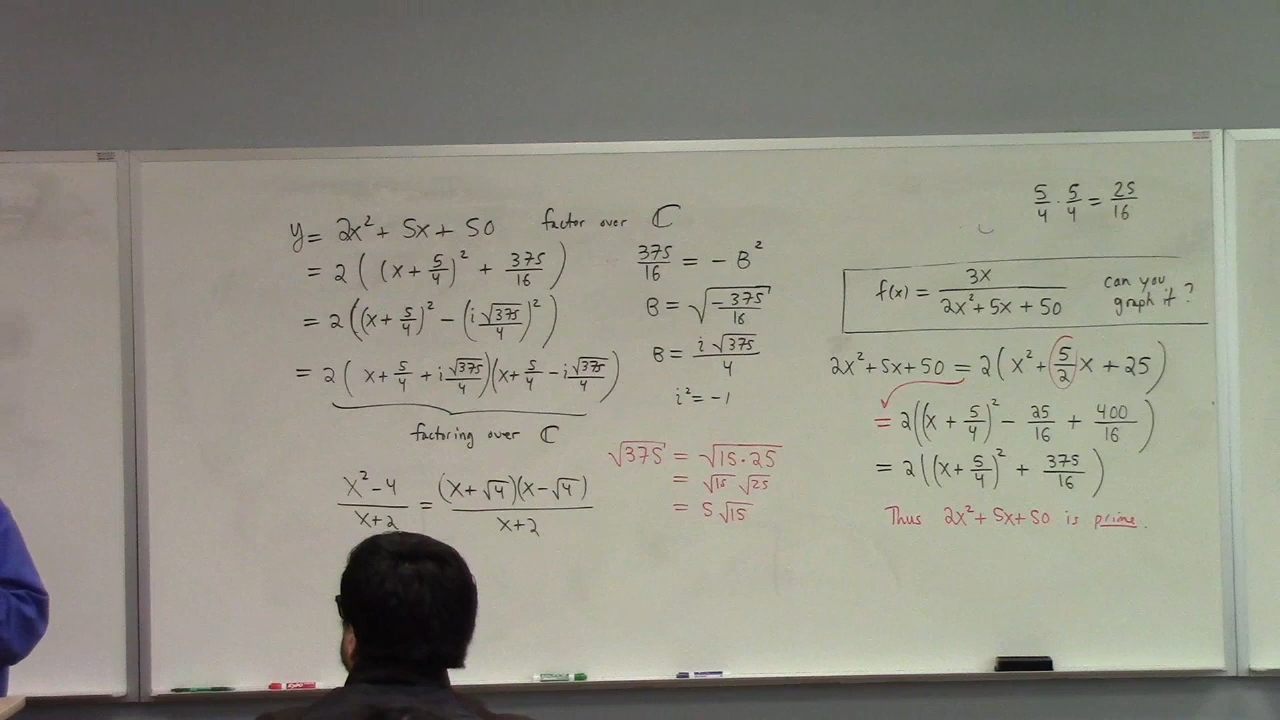 y = 2x² + 5x + 50 factor over ℂ
= 2((x + 5/4)² + 375/16)
= 2((x + 5/4)² - (i√375/4)²)
= 2(x + 5/4 + i√375/4)(x + 5/4 - i√375/4)
factoring over ℂ
x² - 4/x + 2 = (x + √4)(x - √4)/x + 2
375/16 = - B²
B = √-375/16
B = i√375/4
i² = -1
√375 = √15·25
= √15 √25
= 5√15
5/4 · 5/4 = 25/16
f(x) = 3x/2x² + 5x + 50 can you
graph it?
2x² + 5x + 50 = 2(x² + 5/2 x + 25)
= 2((x + 5/4)² - 25/16 + 400/16)
= 2((x + 5/4)² + 375/16)
Thus 2x² + 5x + 50 is prime.